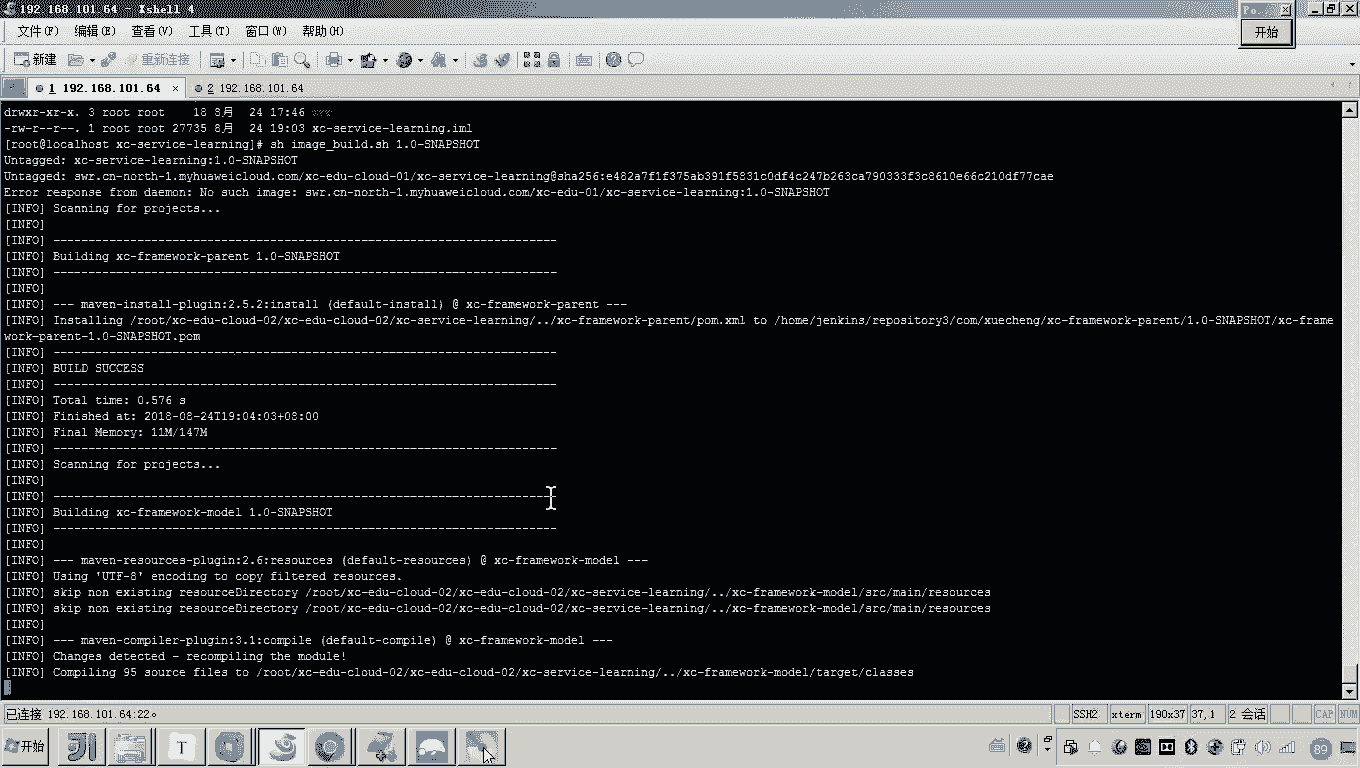 192.168.101.64 - Xshell 4
Po...
文件(F) 编辑(E) 查看(V) 工具(T) 窗口(W) 帮助(H)
开始
新建 重新连接
1 192.168.101.64 × 2 192.168.101.64
drwxr-xr-x. 3 root root 18 8月 24 17:46
-rw-r--r--. 1 root root 27735 8月 24 19:03 xc-service-learning.iml
[root@localhost xc-service-learning]# sh image_build.sh 1.0-SNAPSHOT
Untagged: xc-service-learning:1.0-SNAPSHOT
Untagged: swr.cn-north-1.myhuaweicloud.com/xc-edu-cloud-01/xc-service-learning@sha256:e482a7f1f375ab391f5831c0df4c247b263ca790333f3c8610e66c210df77cae
Error response from daemon: No such image: swr.cn-north-1.myhuaweicloud.com/xc-edu-01/xc-service-learning:1.0-SNAPSHOT
[INFO] Scanning for projects...
[INFO]
[INFO] ------------------------------------------------------------------------
[INFO] Building xc-framework-parent 1.0-SNAPSHOT
[INFO] ------------------------------------------------------------------------
[INFO]
[INFO] --- maven-install-plugin:2.5.2:install (default-install) @ xc-framework-parent ---
[INFO] Installing /root/xc-edu-cloud-02/xc-edu-cloud-02/xc-service-learning/../xc-framework-parent/pom.xml to /home/jenkins/repository3/com/xuecheng/xc-framework-parent/1.0-SNAPSHOT/xc-frame
work-parent-1.0-SNAPSHOT.pom
[INFO] ------------------------------------------------------------------------
[INFO] BUILD SUCCESS
[INFO] ------------------------------------------------------------------------
[INFO] Total time: 0.576 s
[INFO] Finished at: 2018-08-24T19:04:03+08:00
[INFO] Final Memory: 11M/147M
[INFO] ------------------------------------------------------------------------
[INFO] Scanning for projects...
[INFO]
[INFO] ------------------------------------------------------------------------
[INFO] Building xc-framework-model 1.0-SNAPSHOT
[INFO] ------------------------------------------------------------------------
[INFO]
[INFO] --- maven-resources-plugin:2.6:resources (default-resources) @ xc-framework-model ---
[INFO] Using 'UTF-8' encoding to copy filtered resources.
[INFO] skip non existing resourceDirectory /root/xc-edu-cloud-02/xc-edu-cloud-02/xc-service-learning/../xc-framework-model/src/main/resources
[INFO] skip non existing resourceDirectory /root/xc-edu-cloud-02/xc-edu-cloud-02/xc-service-learning/../xc-framework-model/src/main/resources
[INFO]
[INFO] --- maven-compiler-plugin:3.1:compile (default-compile) @ xc-framework-model ---
[INFO] Changes detected - recompiling the module!
[INFO] Compiling 95 source files to /root/xc-edu-cloud-02/xc-edu-cloud-02/xc-service-learning/../xc-framework-model/target/classes
已连接 192.168.101.64:22。 SSH2 xterm 190x37 37,1 2 会话 CAP NUM
开始 T 89